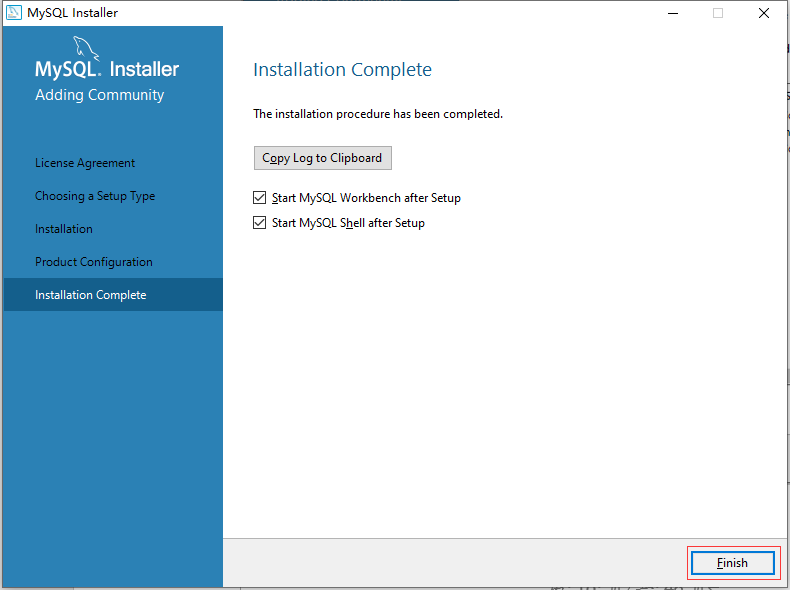 MySQL Installer
MySQL. Installer
Adding Community
License Agreement
Choosing a Setup Type
Installation
Product Configuration
Installation Complete
Installation Complete
The installation procedure has been completed.
Copy Log to Clipboard
Start MySQL Workbench after Setup
Start MySQL Shell after Setup
Finish